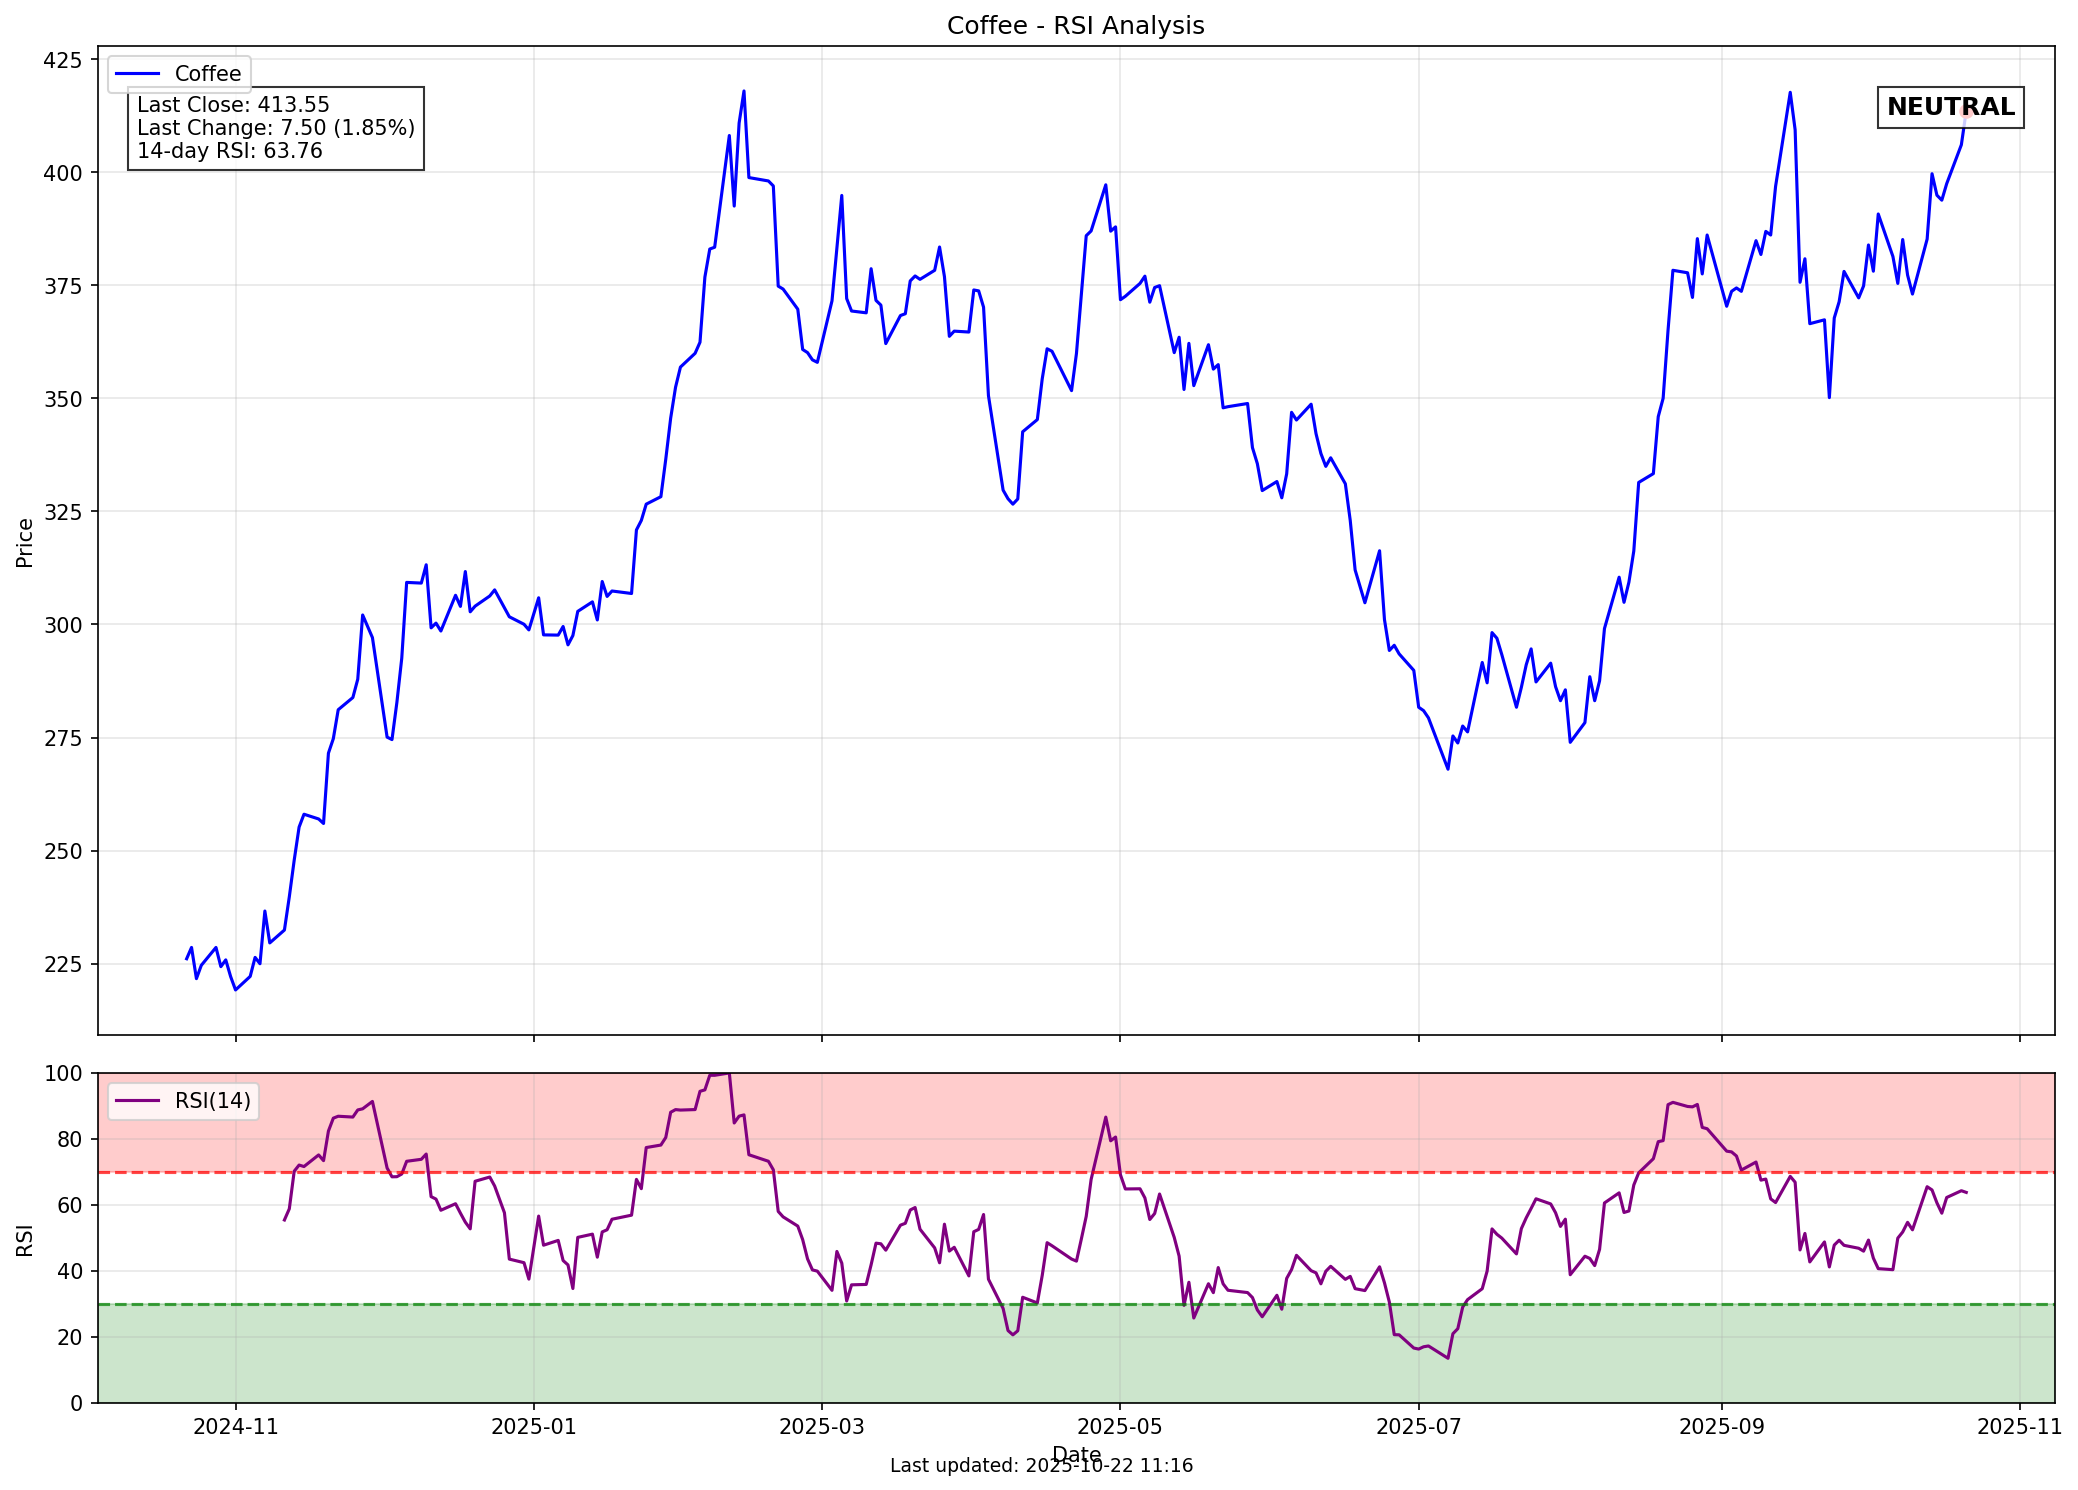 Coffee - RSI Analysis
425
400
375
350
325
300
275
250
225
Price
Coffee
Last Close: 413.55
Last Change: 7.50 (1.85%)
14-day RSI: 63.76
NEUTRAL
100
80
60
40
20
0
RSI
RSI(14)
2024-11
2025-01
2025-03
2025-05
2025-07
2025-09
2025-11
Date
Last updated: 2025-10-22 11:16